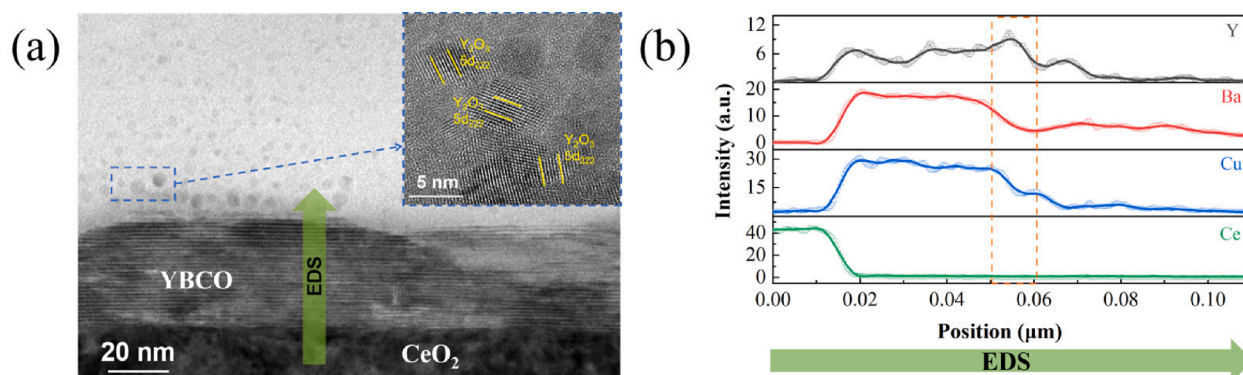 (a)
Y₂O₃
5d₂₂₂
Y₂O₃
5d₂₂₂
Y₂O₃
5d₂₂₂
5 nm
YBCO
EDS
20 nm
CeO₂
(b)
Intensity (a.u.)
12
6
0
Y
20
10
0
Ba
30
15
0
Cu
40
20
0
Ce
0.00 0.02 0.04 0.06 0.08 0.10
Position (μm)
EDS